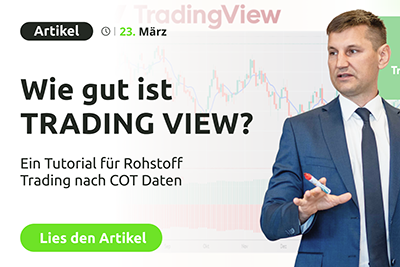 TradingView
Artikel
23. März
Wie gut ist
TRADING VIEW?
Ein Tutorial für Rohstoff
Trading nach COT Daten
Lies den Artikel